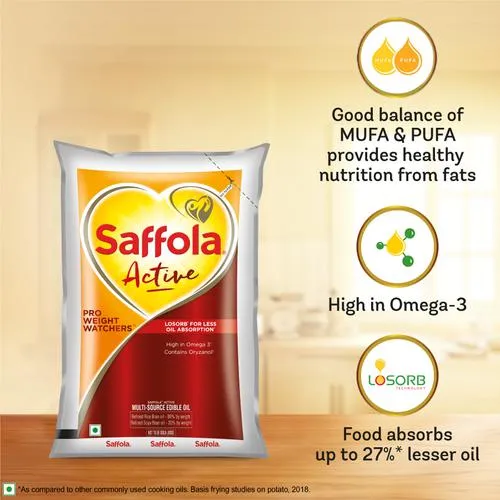 MUFA PUFA
Good balance of
MUFA & PUFA
provides healthy
nutrition from fats
Saffola
Active
PRO
WEIGHT
WATCHERS
LOSORB FOR LESS
OIL ABSORPTION
High in Omega 3
Contains Oryzanol
SAFFOLA ACTIVE
MULTI-SOURCE EDIBLE OIL
Refined Rice Bran oil - 80% by weight
Refined Soya Bean oil - 20% by weight
Saffola. Saffola. Saffola.
High in Omega-3
LOSORB
TECHNOLOGY
Food absorbs
up to 27%* lesser oil
*As compared to other commonly used cooking oils. Basis frying studies on potato, 2018.